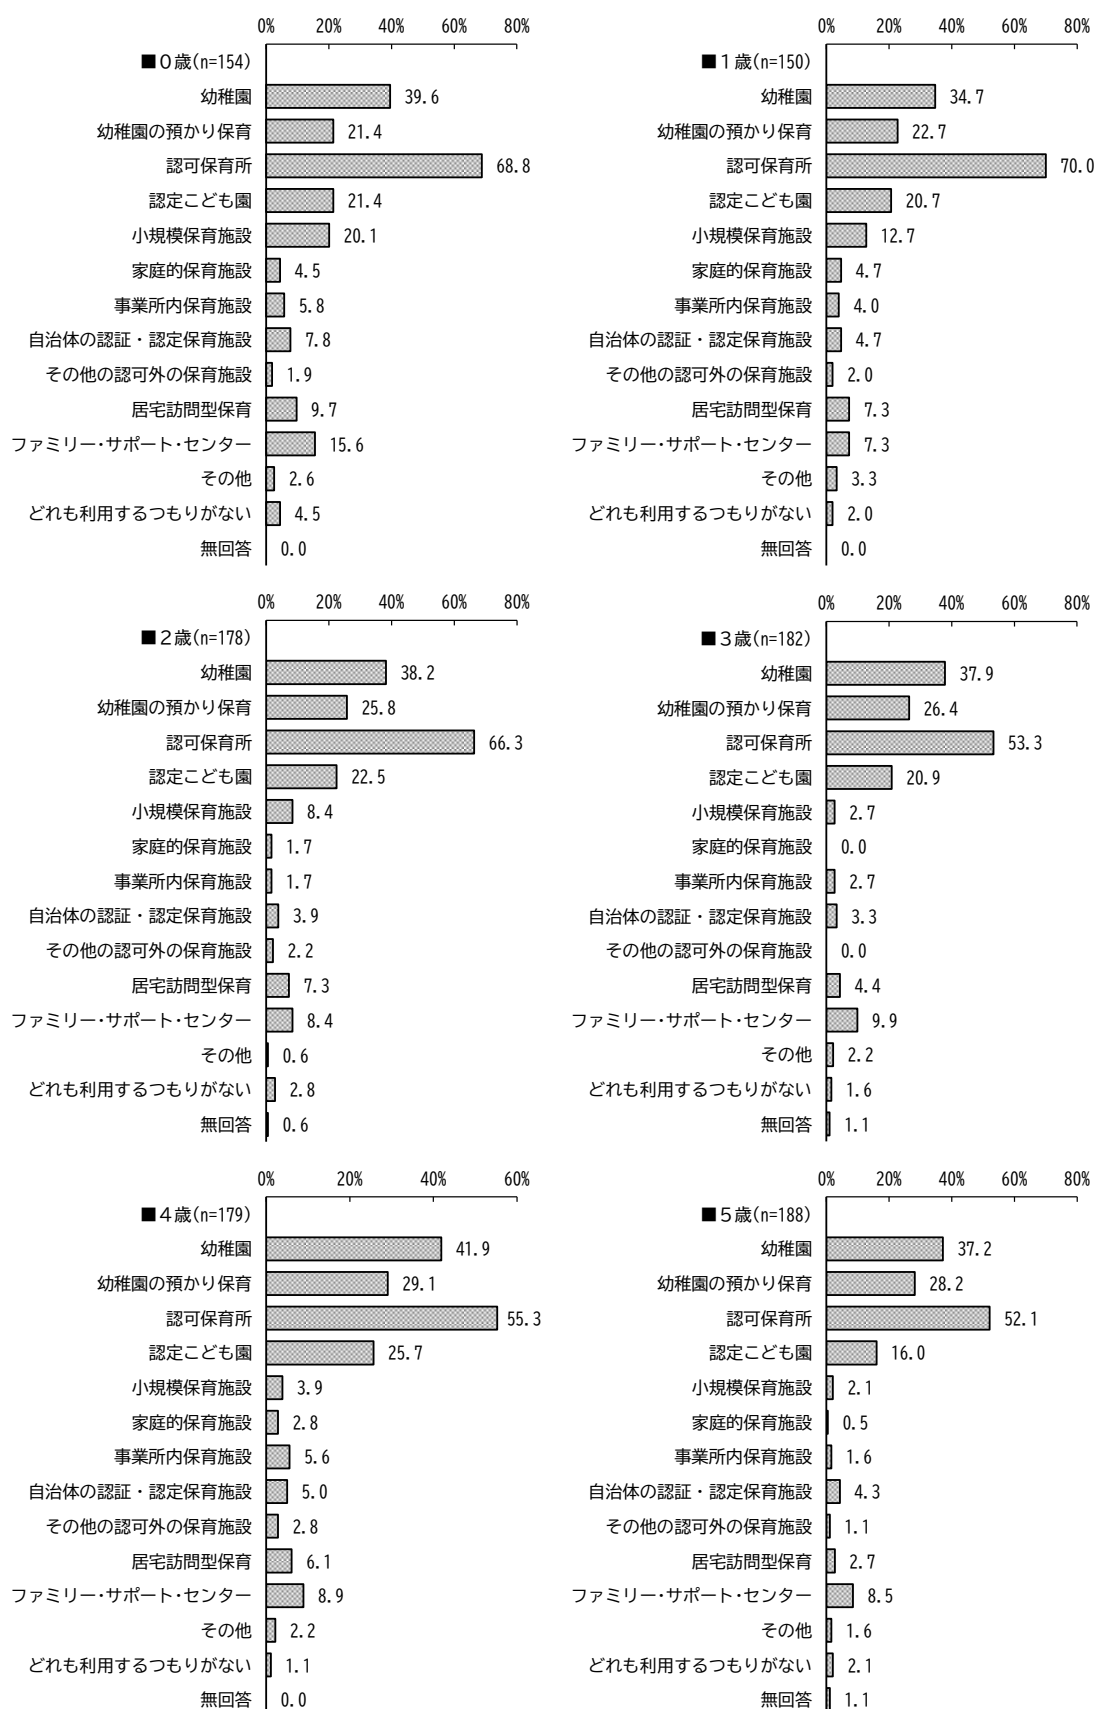 0% 20% 40% 60% 80%
■０歳(n=154)
幼稚園 39.6
幼稚園の預かり保育 21.4
認可保育所 68.8
認定こども園 21.4
小規模保育施設 20.1
家庭的保育施設 4.5
事業所内保育施設 5.8
自治体の認証・認定保育施設 7.8
その他の認可外の保育施設 1.9
居宅訪問型保育 9.7
ファミリー・サポート・センター 15.6
その他 2.6
どれも利用するつもりがない 4.5
無回答 0.0
0% 20% 40% 60% 80%
■１歳(n=150)
幼稚園 34.7
幼稚園の預かり保育 22.7
認可保育所 70.0
認定こども園 20.7
小規模保育施設 12.7
家庭的保育施設 4.7
事業所内保育施設 4.0
自治体の認証・認定保育施設 4.7
その他の認可外の保育施設 2.0
居宅訪問型保育 7.3
ファミリー・サポート・センター 7.3
その他 3.3
どれも利用するつもりがない 2.0
無回答 0.0
0% 20% 40% 60% 80%
■２歳(n=178)
幼稚園 38.2
幼稚園の預かり保育 25.8
認可保育所 66.3
認定こども園 22.5
小規模保育施設 8.4
家庭的保育施設 1.7
事業所内保育施設 1.7
自治体の認証・認定保育施設 3.9
その他の認可外の保育施設 2.2
居宅訪問型保育 7.3
ファミリー・サポート・センター 8.4
その他 0.6
どれも利用するつもりがない 2.8
無回答 0.6
0% 20% 40% 60% 80%
■３歳(n=182)
幼稚園 37.9
幼稚園の預かり保育 26.4
認可保育所 53.3
認定こども園 20.9
小規模保育施設 2.7
家庭的保育施設 0.0
事業所内保育施設 2.7
自治体の認証・認定保育施設 3.3
その他の認可外の保育施設 0.0
居宅訪問型保育 4.4
ファミリー・サポート・センター 9.9
その他 2.2
どれも利用するつもりがない 1.6
無回答 1.1
0% 20% 40% 60%
■４歳(n=179)
幼稚園 41.9
幼稚園の預かり保育 29.1
認可保育所 55.3
認定こども園 25.7
小規模保育施設 3.9
家庭的保育施設 2.8
事業所内保育施設 5.6
自治体の認証・認定保育施設 5.0
その他の認可外の保育施設 2.8
居宅訪問型保育 6.1
ファミリー・サポート・センター 8.9
その他 2.2
どれも利用するつもりがない 1.1
無回答 0.0
0% 20% 40% 60% 80%
■５歳(n=188)
幼稚園 37.2
幼稚園の預かり保育 28.2
認可保育所 52.1
認定こども園 16.0
小規模保育施設 2.1
家庭的保育施設 0.5
事業所内保育施設 1.6
自治体の認証・認定保育施設 4.3
その他の認可外の保育施設 1.1
居宅訪問型保育 2.7
ファミリー・サポート・センター 8.5
その他 1.6
どれも利用するつもりがない 2.1
無回答 1.1